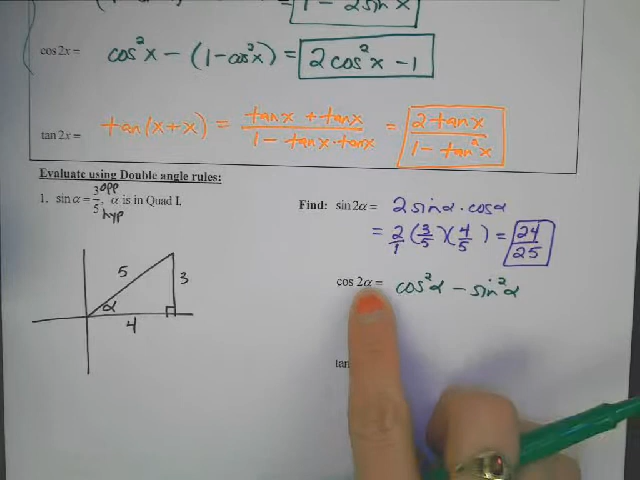 1 - 2sin²x
cos 2x = cos²x - (1-cos²x) = 2cos²x - 1
tan 2x = tan(x+x) = tanx + tanx / 1 - tanx·tanx = 2tanx / 1 - tan²x
Evaluate using Double angle rules:
1. sin α = 3/5, α is in Quad I.
opp
hyp
Find: sin 2α = 2sinα·cosα
= 2/1 (3/5)(4/5) = 24/25
5
3
α
4
cos 2α = cos²α - sin²α
tan